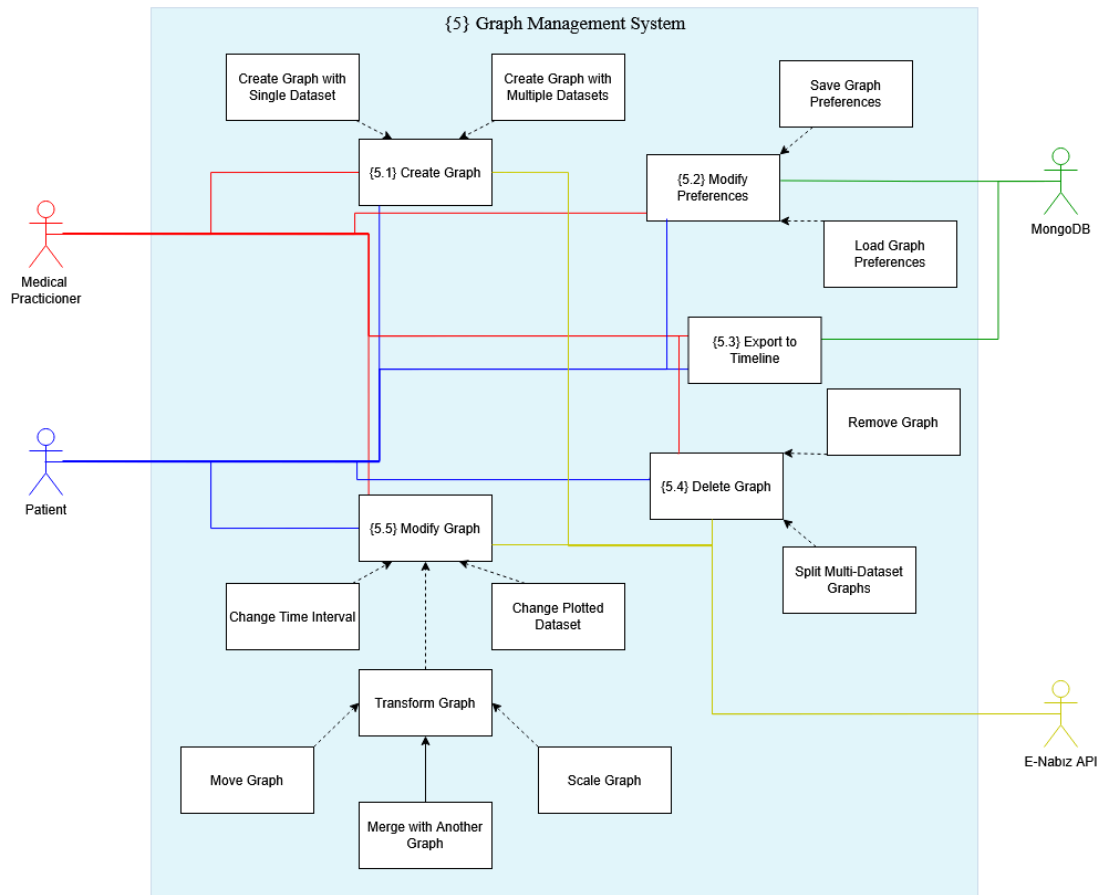 {5} Graph Management System
Create Graph with
Single Dataset
Create Graph with
Multiple Datasets
Save Graph
Preferences
{5.1} Create Graph
{5.2} Modify
Preferences
MongoDB
Medical
Practicioner
Load Graph
Preferences
{5.3} Export to
Timeline
Remove Graph
{5.4} Delete Graph
Patient
{5.5} Modify Graph
Split Multi-Dataset
Graphs
Change Time Interval
Change Plotted
Dataset
Transform Graph
Move Graph
Scale Graph
E-Nabız API
Merge with Another
Graph